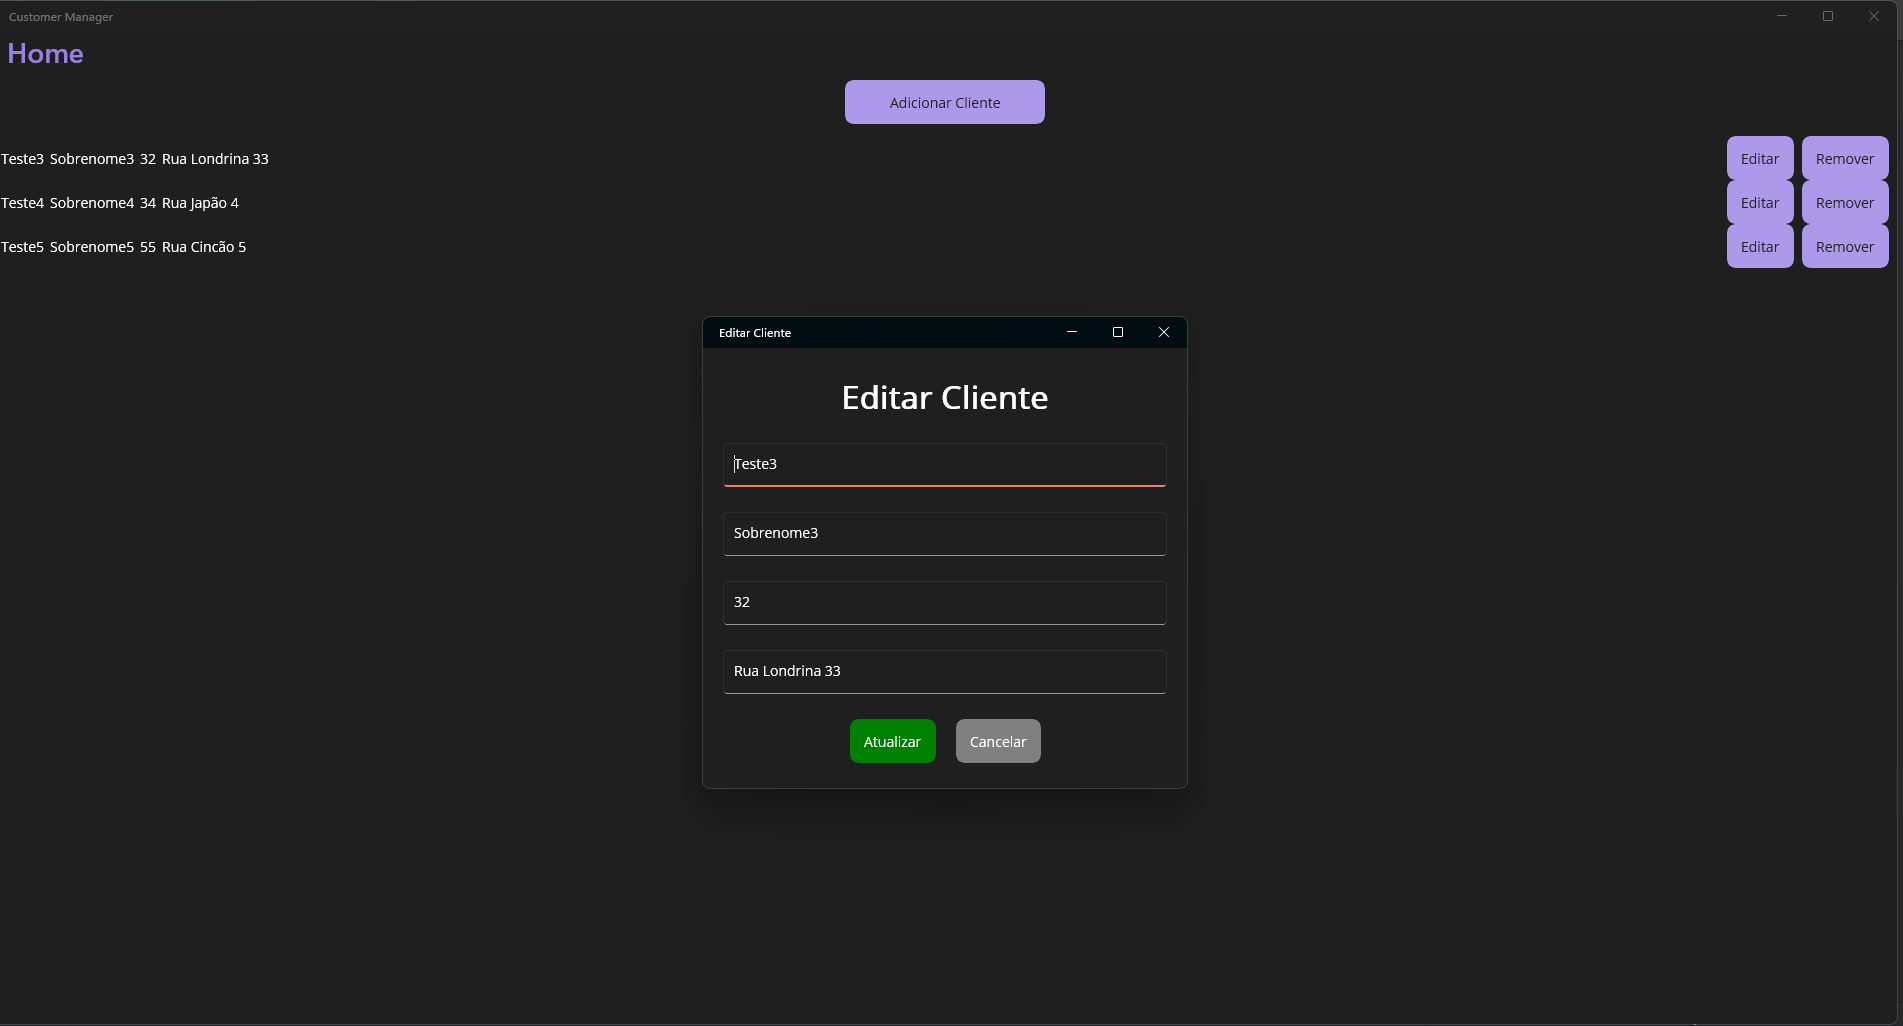 Customer Manager
Home
Adicionar Cliente
Teste3 Sobrenome3 32 Rua Londrina 33 Editar Remover
Teste4 Sobrenome4 34 Rua Japão 4 Editar Remover
Teste5 Sobrenome5 55 Rua Cincão 5 Editar Remover
Editar Cliente
Editar Cliente
Teste3
Sobrenome3
32
Rua Londrina 33
Atualizar Cancelar